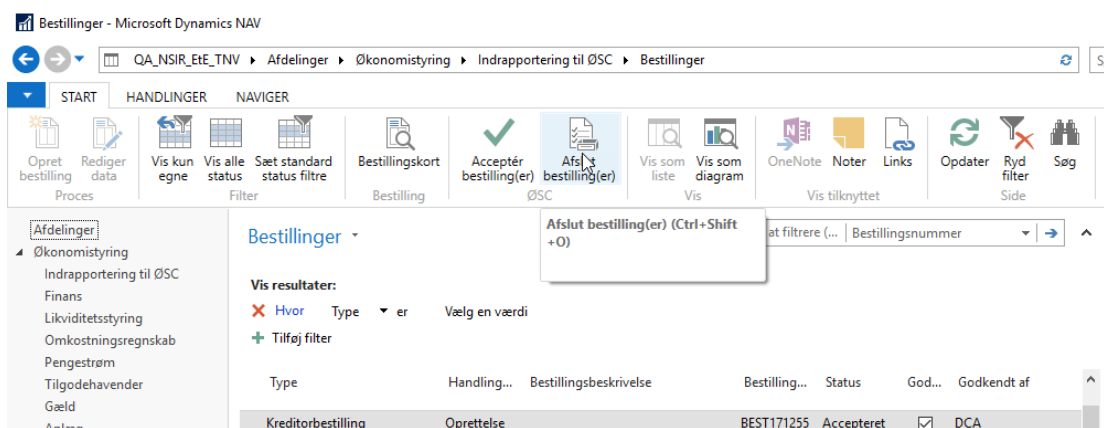 Bestillinger - Microsoft Dynamics NAV
QA_NSIR_EtE_TNV Afdelinger Økonomistyring Indrapportering til ØSC Bestillinger
START HANDLINGER NAVIGER
Opret bestilling
Rediger data
Vis kun egne
Vis alle status
Sæt standard status filtre
Bestillingskort
Acceptér bestilling(er)
bestilling(er)
Vis som liste
Vis som diagram
OneNote
Noter
Links
Opdater
Ryd filter
Søg
Proces Filter Bestilling ØSC Vis Vis tilknyttet Side
Afdelinger
Økonomistyring
Indrapportering til ØSC
Finans
Likviditetsstyring
Omkostningsregnskab
Pengestrøm
Tilgodehavender
Gæld
Bestillinger
Afslut bestilling(er) (Ctrl+Shift
+O)
at filtrere (... Bestillingsnummer
Vis resultater:
Hvor Type er Vælg en værdi
Tilføj filter
Type Handling... Bestillingsbeskrivelse Bestilling... Status God... Godkendt af
Kreditorbestilling Oprettelse BEST171255 Accepteret DCA